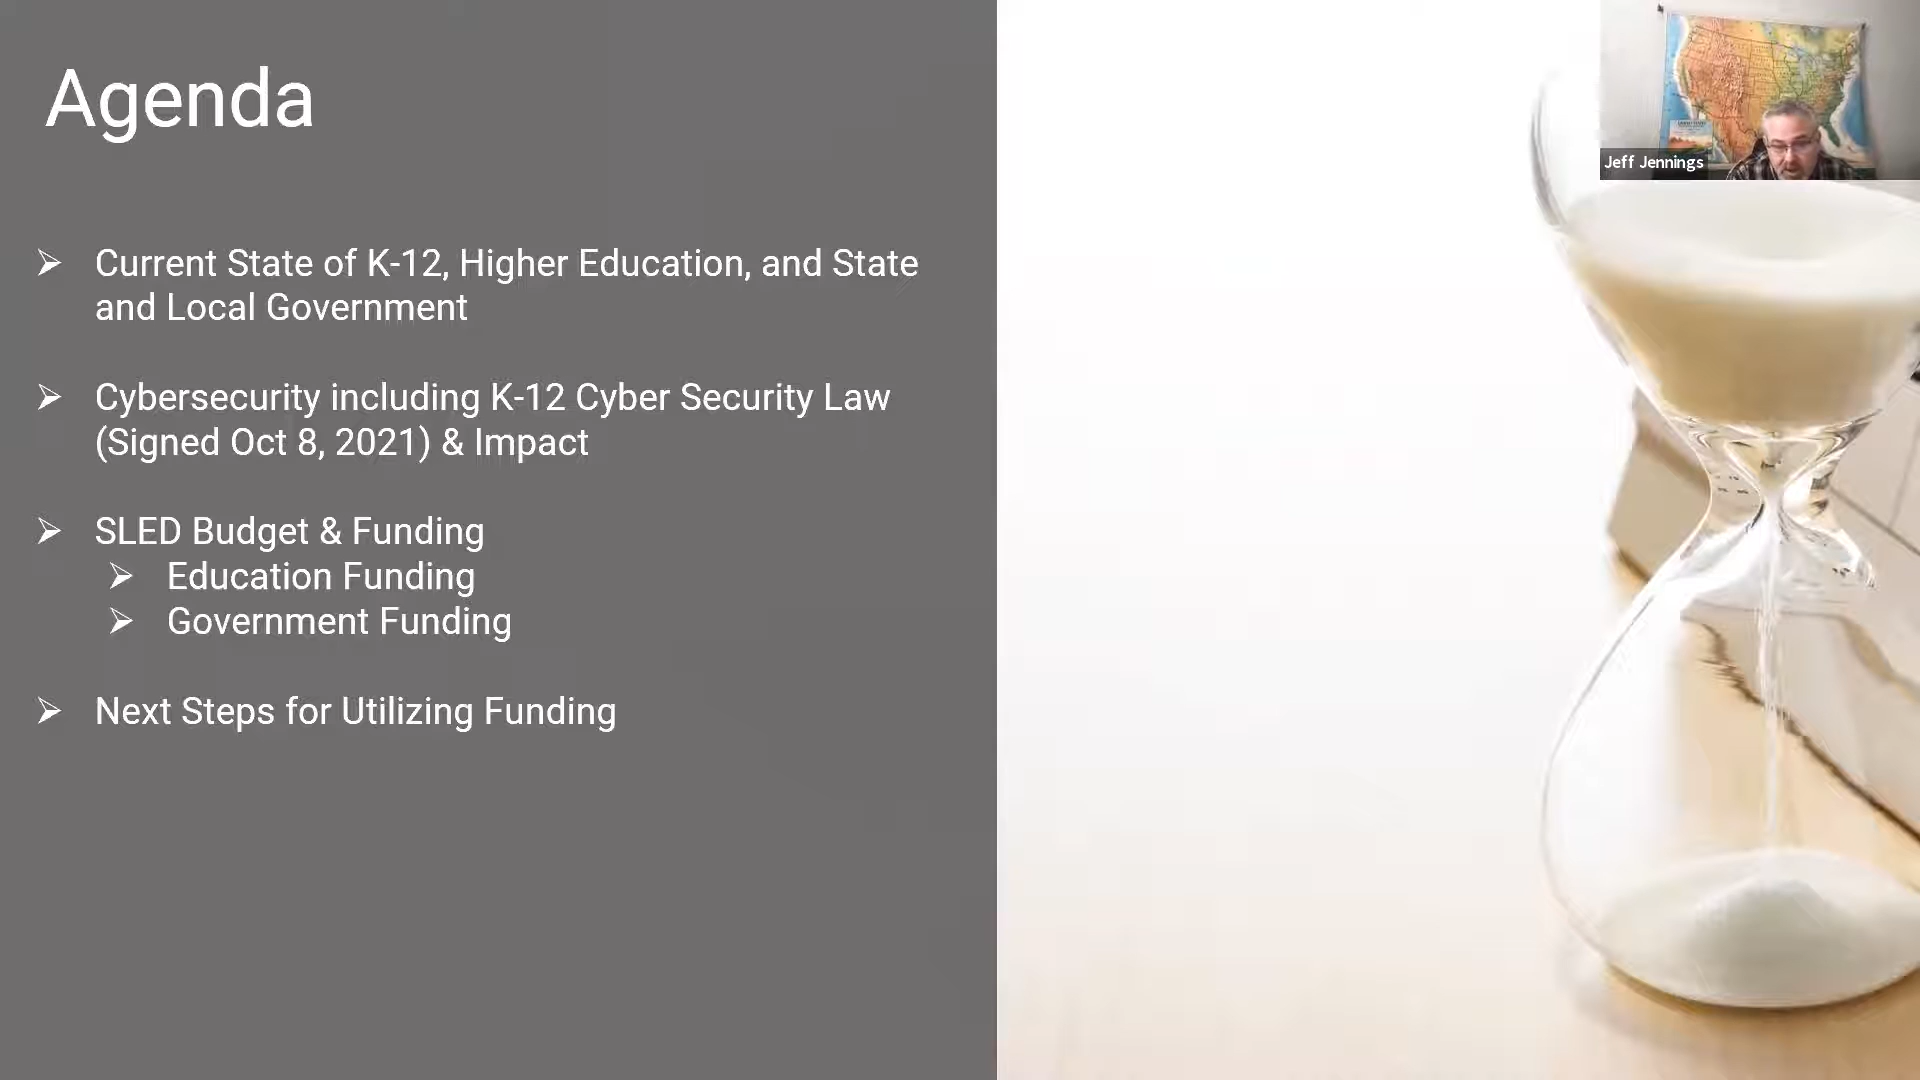 Agenda
Current State of K-12, Higher Education, and State
and Local Government
Cybersecurity including K-12 Cyber Security Law
(Signed Oct 8, 2021) & Impact
SLED Budget & Funding
Education Funding
Government Funding
Next Steps for Utilizing Funding
Jeff Jennings